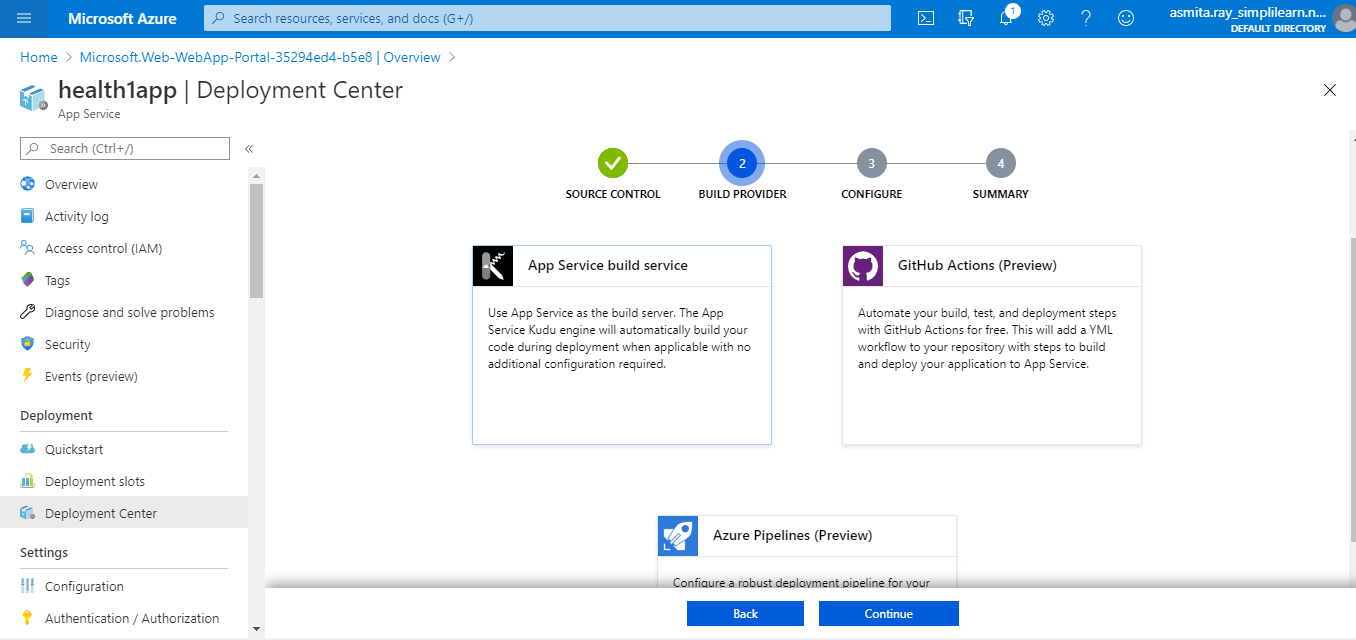 Microsoft Azure
Search resources, services, and docs (G+/)
1
asmita.ray_simplilearn.n...
DEFAULT DIRECTORY
Home > Microsoft.Web-WebApp-Portal-35294ed4-b5e8 | Overview >
health1app | Deployment Center
App Service
Search (Ctrl+/)
«
Overview
Activity log
Access control (IAM)
Tags
Diagnose and solve problems
Security
Events (preview)
Deployment
Quickstart
Deployment slots
Deployment Center
Settings
Configuration
Authentication / Authorization
2 3 4
SOURCE CONTROL BUILD PROVIDER CONFIGURE SUMMARY
App Service build service
Use App Service as the build server. The App
Service Kudu engine will automatically build your
code during deployment when applicable with no
additional configuration required.
GitHub Actions (Preview)
Automate your build, test, and deployment steps
with GitHub Actions for free. This will add a YML
workflow to your repository with steps to build
and deploy your application to App Service.
Azure Pipelines (Preview)
Configure a robust deployment pipeline for your
Back Continue